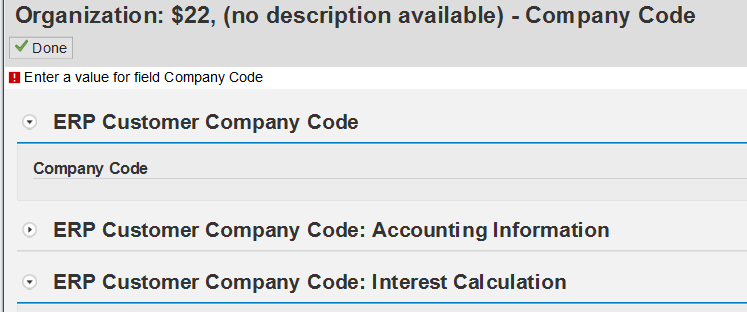 Organization: $22, (no description available) - Company Code
Done
Enter a value for field Company Code
ERP Customer Company Code
Company Code
ERP Customer Company Code: Accounting Information
ERP Customer Company Code: Interest Calculation